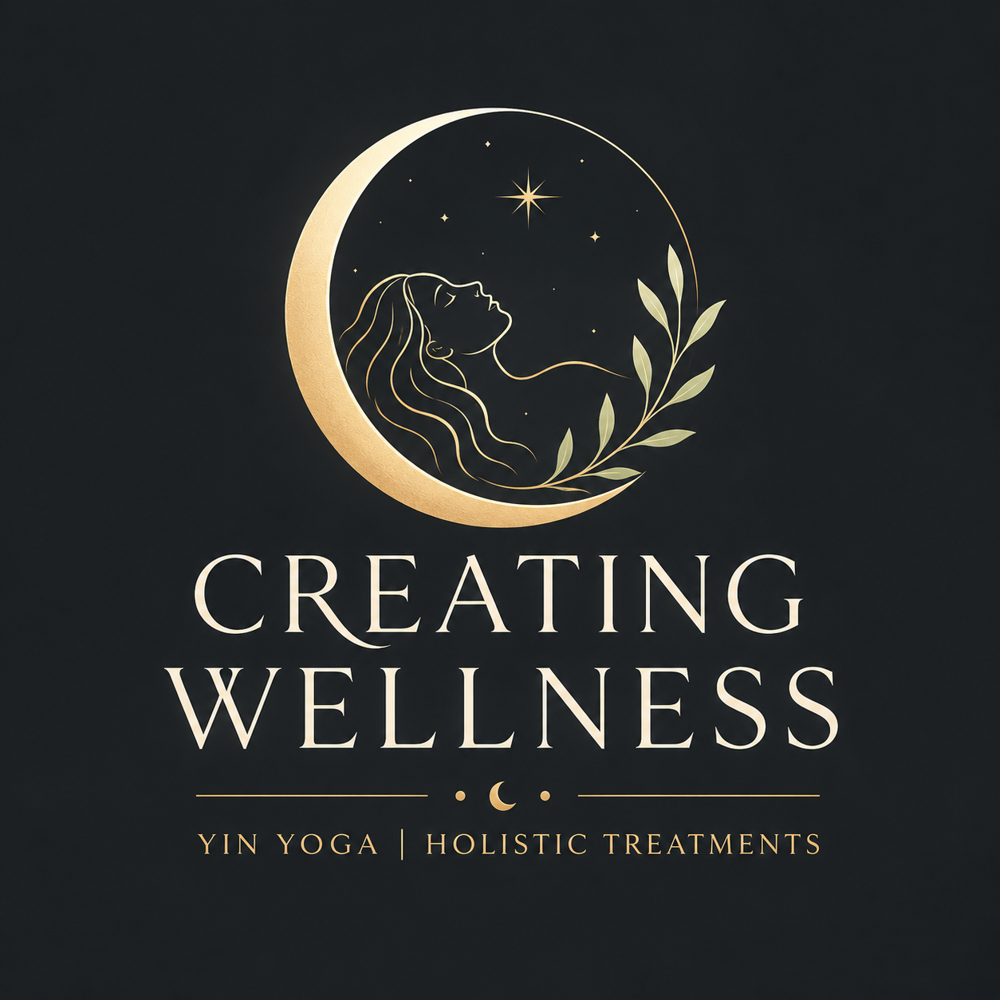 CREATING
WELLNESS
YIN YOGA | HOLISTIC TREATMENTS